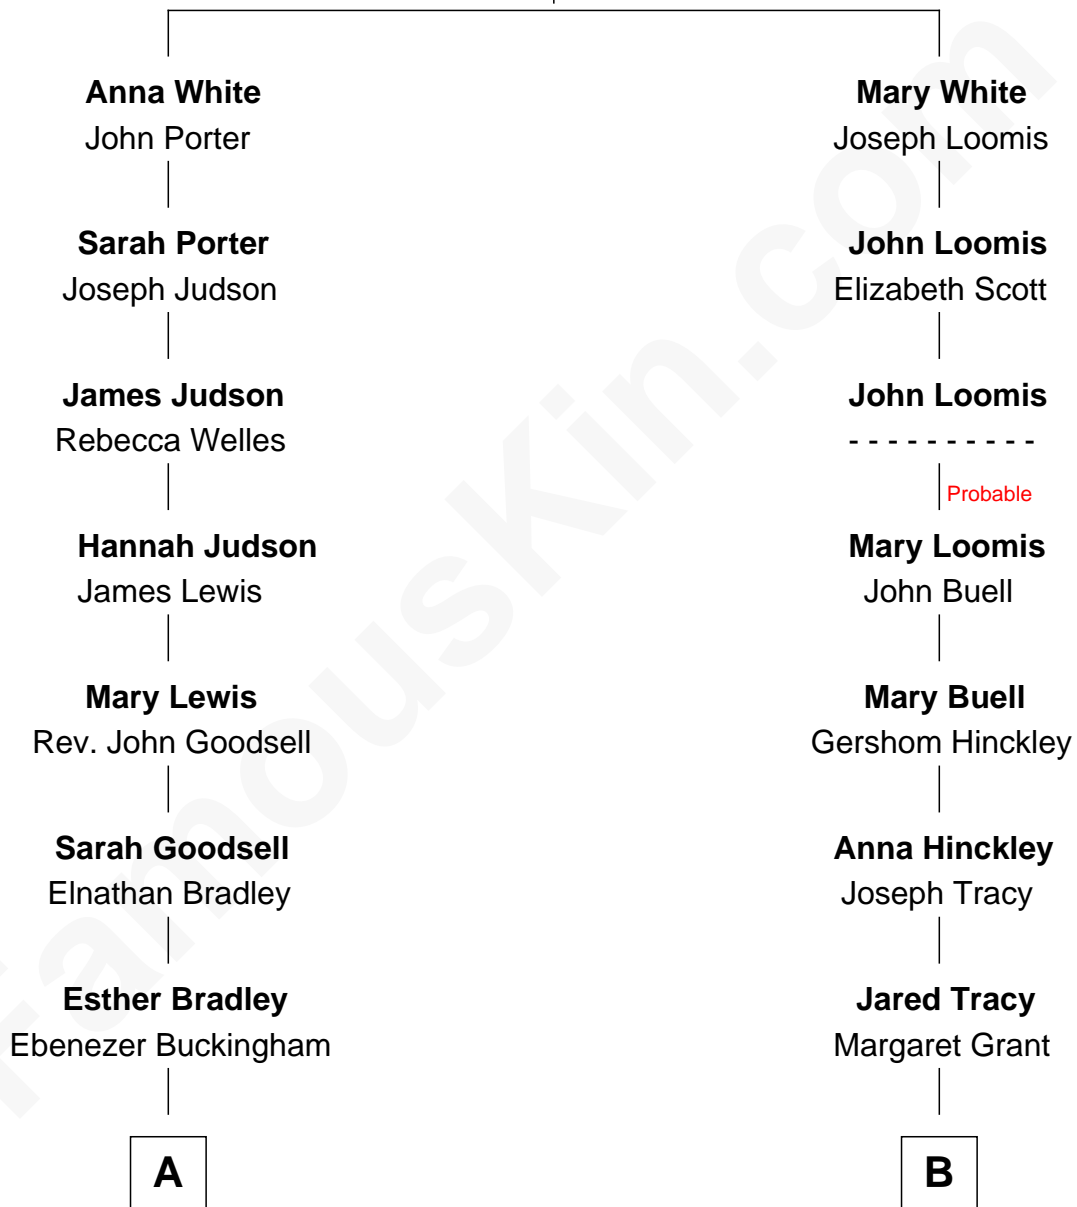 Anna White
John Porter
Sarah Porter
Joseph Judson
James Judson
Rebecca Welles
Hannah Judson
James Lewis
Mary Lewis
Rev. John Goodsell
Sarah Goodsell
Elnathan Bradley
Esther Bradley
Ebenezer Buckingham
A
Mary White
Joseph Loomis
John Loomis
Elizabeth Scott
John Loomis
- - - - - - - - - -
Probable
Mary Loomis
John Buell
Mary Buell
Gershom Hinckley
Anna Hinckley
Joseph Tracy
Jared Tracy
Margaret Grant
B
FamousKin.com